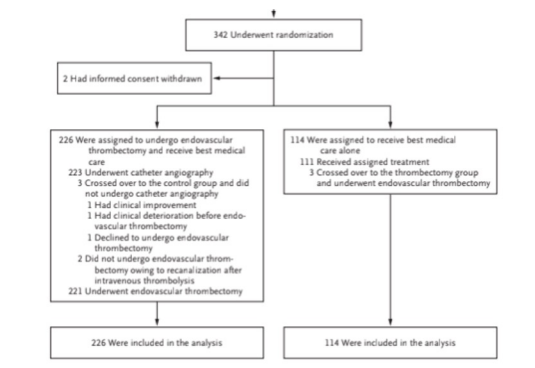 342 Underwent randomization
2 Had informed consent withdrawn
226 Were assigned to undergo endovascular
thrombectomy and receive best medical
care
223 Underwent catheter angiography
3 Crossed over to the control group and did
not undergo catheter angiography
1 Had clinical improvement
1 Had clinical deterioration before endo-
vascular thrombectomy
1 Declined to undergo endovascular
thrombectomy
2 Did not undergo endovascular throm-
bectomy owing to recanalization after
intravenous thrombolysis
221 Underwent endovascular thrombectomy
114 Were assigned to receive best medical
care alone
111 Received assigned treatment
3 Crossed over to the thrombectomy group
and underwent endovascular thrombectomy
226 Were included in the analysis
114 Were included in the analysis